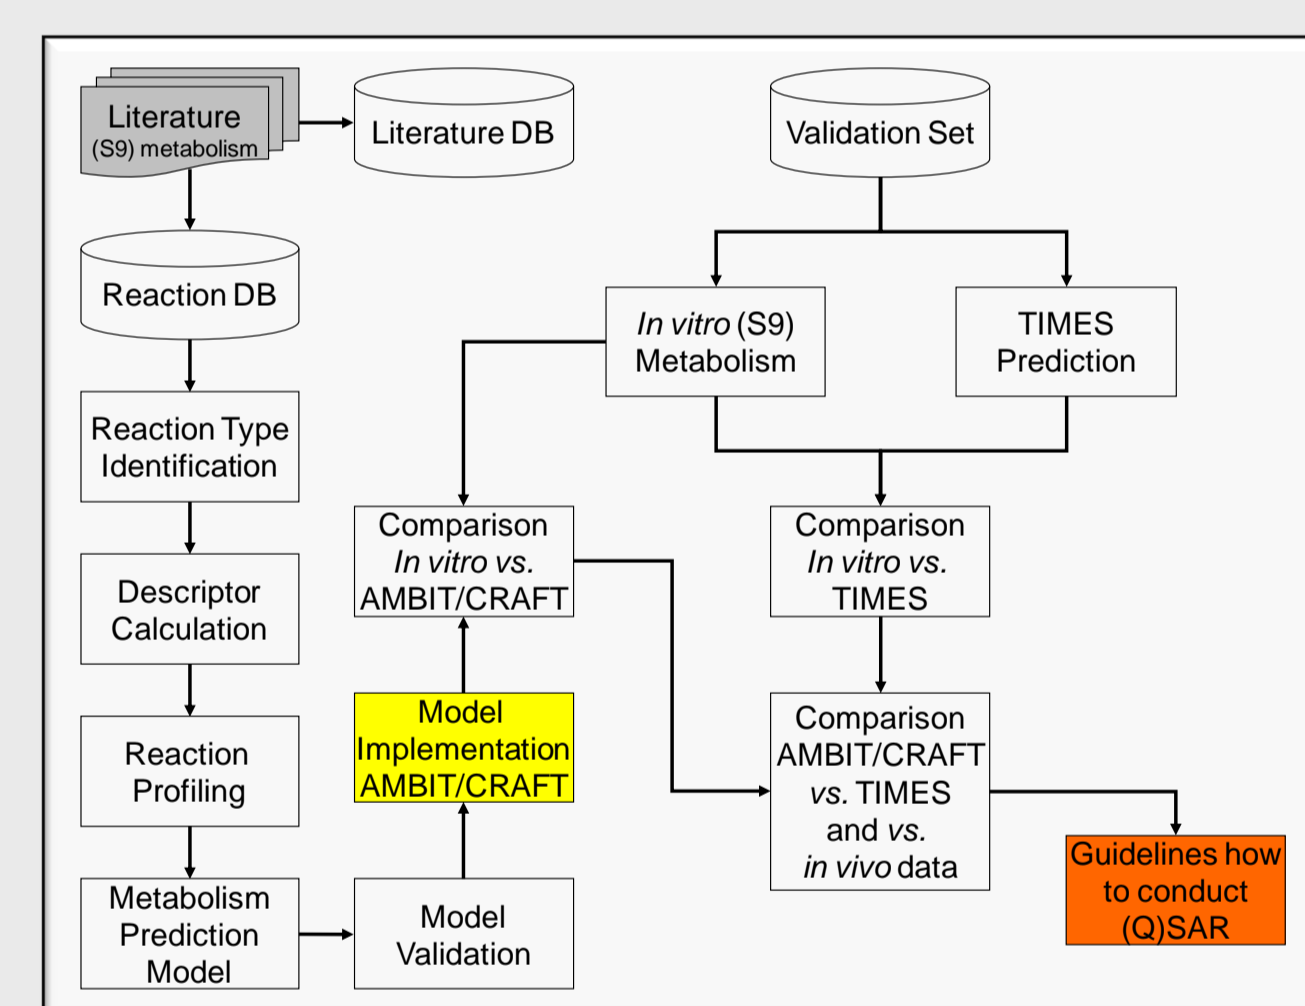 Literature
(S9) metabolism
Literature DB
Validation Set
Reaction DB
In vitro (S9)
Metabolism
TIMES
Prediction
Reaction Type
Identification
Comparison
In vitro vs.
AMBIT/CRAFT
Comparison
In vitro vs.
TIMES
Descriptor
Calculation
Model
Implementation
AMBIT/CRAFT
Comparison
AMBIT/CRAFT
vs. TIMES
and vs.
in vivo data
Reaction
Profiling
Guidelines how
to conduct
(Q)SAR
Metabolism
Prediction
Model
Model
Validation